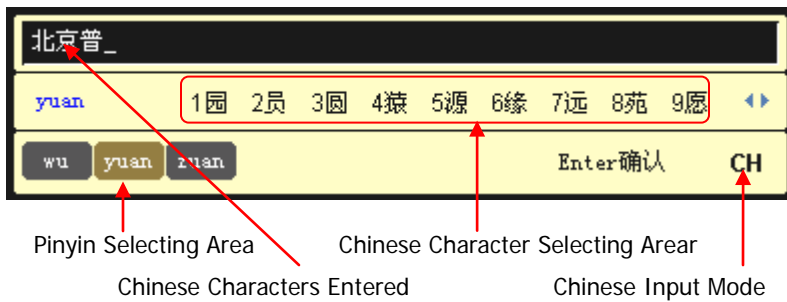 北京普_
yuan 1园 2员 3圆 4猿 5源 6缘 7远 8苑 9愿
wu yuan ruan Enter确认 CH
Pinyin Selecting Area Chinese Character Selecting Arear
Chinese Characters Entered Chinese Input Mode